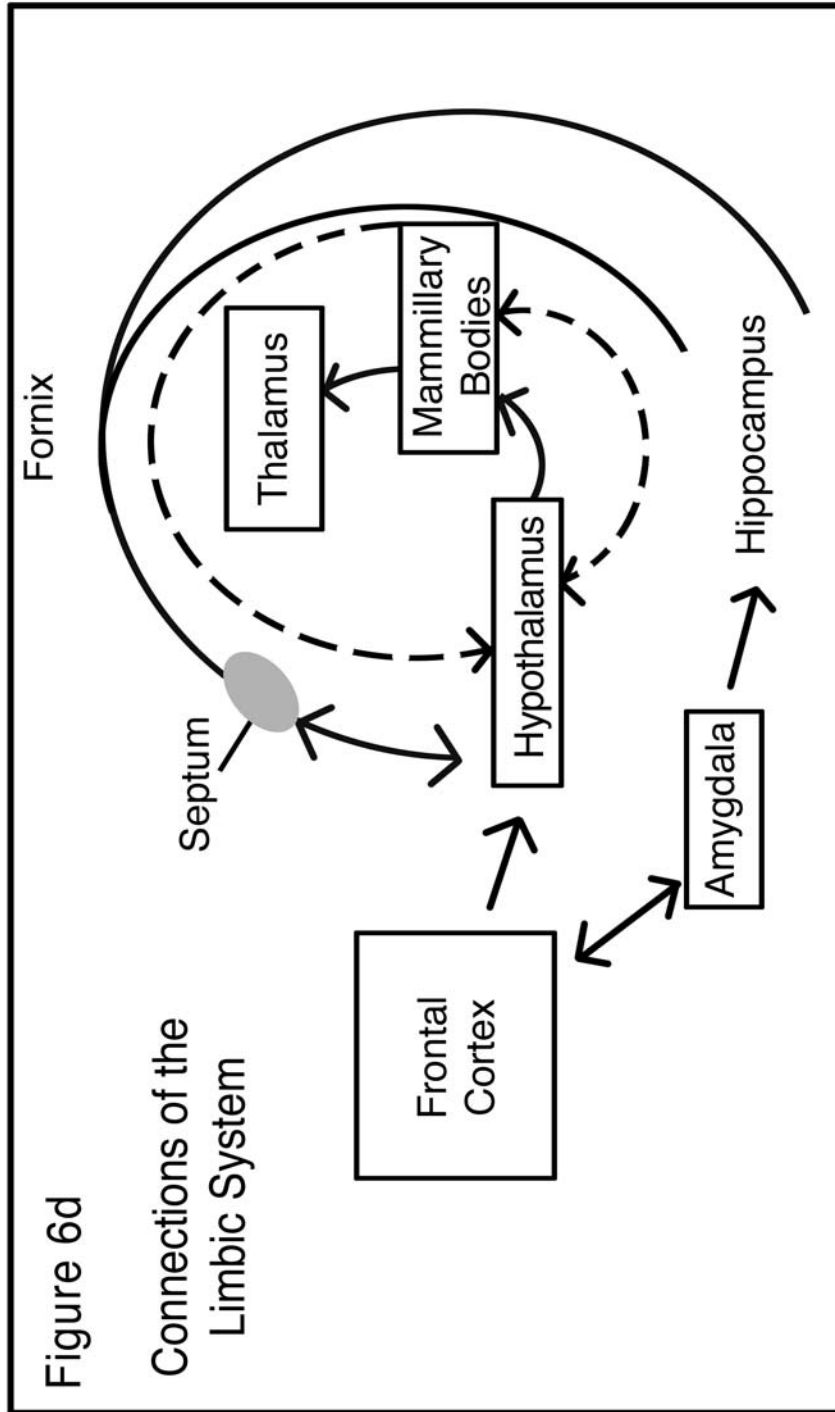 Figure 6d
Connections of the
Limbic System
Fornix
Septum
Thalamus
Mammillary
Bodies
Hypothalamus
Frontal
Cortex
Amygdala
Hippocampus